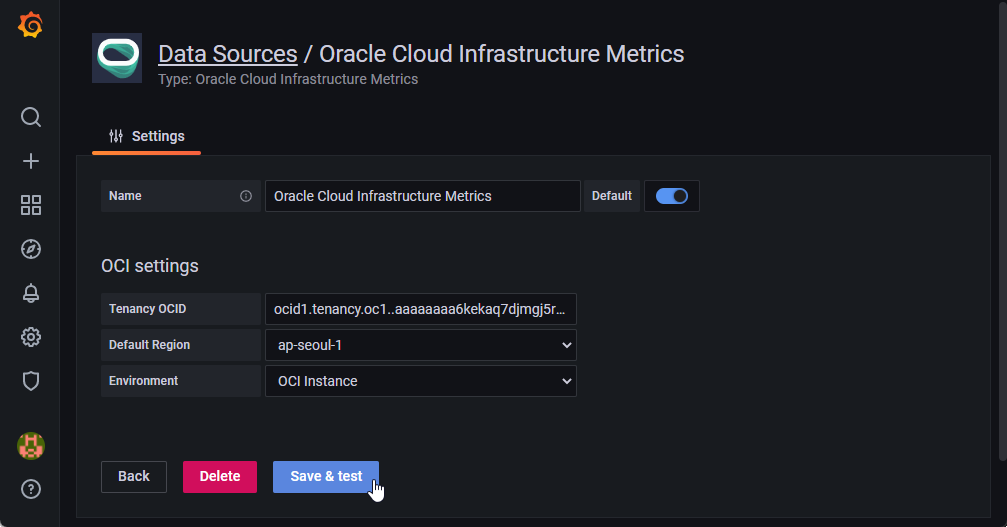 Data Sources / Oracle Cloud Infrastructure Metrics
Type: Oracle Cloud Infrastructure Metrics
Settings
Name Oracle Cloud Infrastructure Metrics Default
OCI settings
Tenancy OCID ocid1.tenancy.oc1..aaaaaaaa6kekaq7djmgj5r...
Default Region ap-seoul-1
Environment OCI Instance
Back Delete Save & test